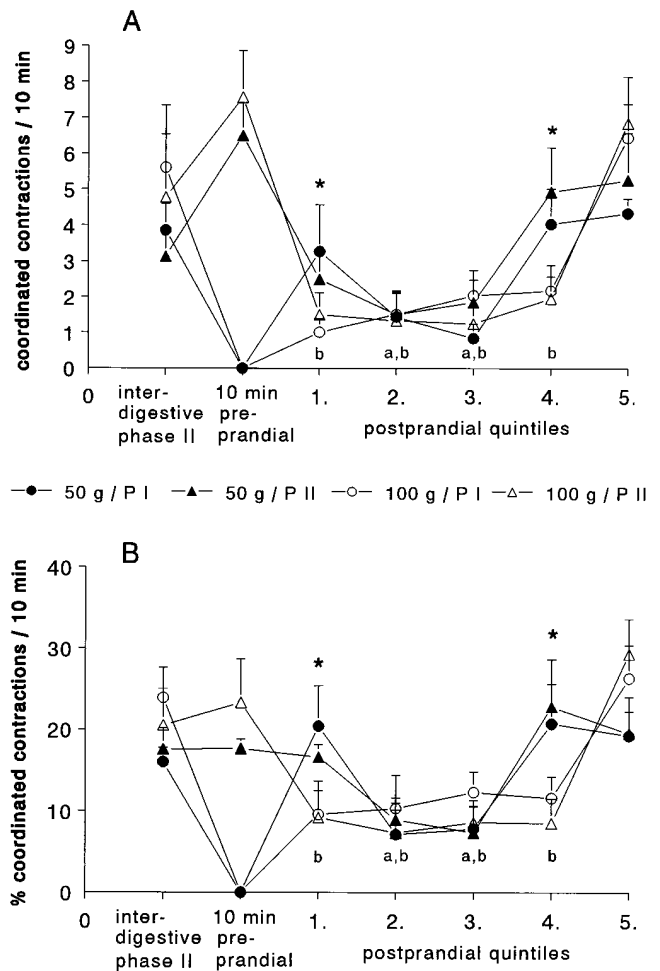 A
coordinated contractions / 10 min
9
8
7
6
5
4
3
2
1
0
* *
b a,b a,b b
0 inter-digestive phase II 10 min pre-prandial 1. 2. 3. 4. 5.
postprandial quintiles
50 g / P I 50 g / P II 100 g / P I 100 g / P II
B
% coordinated contractions / 10 min
40
30
20
10
0
* *
b a,b a,b b
0 inter-digestive phase II 10 min pre-prandial 1. 2. 3. 4. 5.
postprandial quintiles